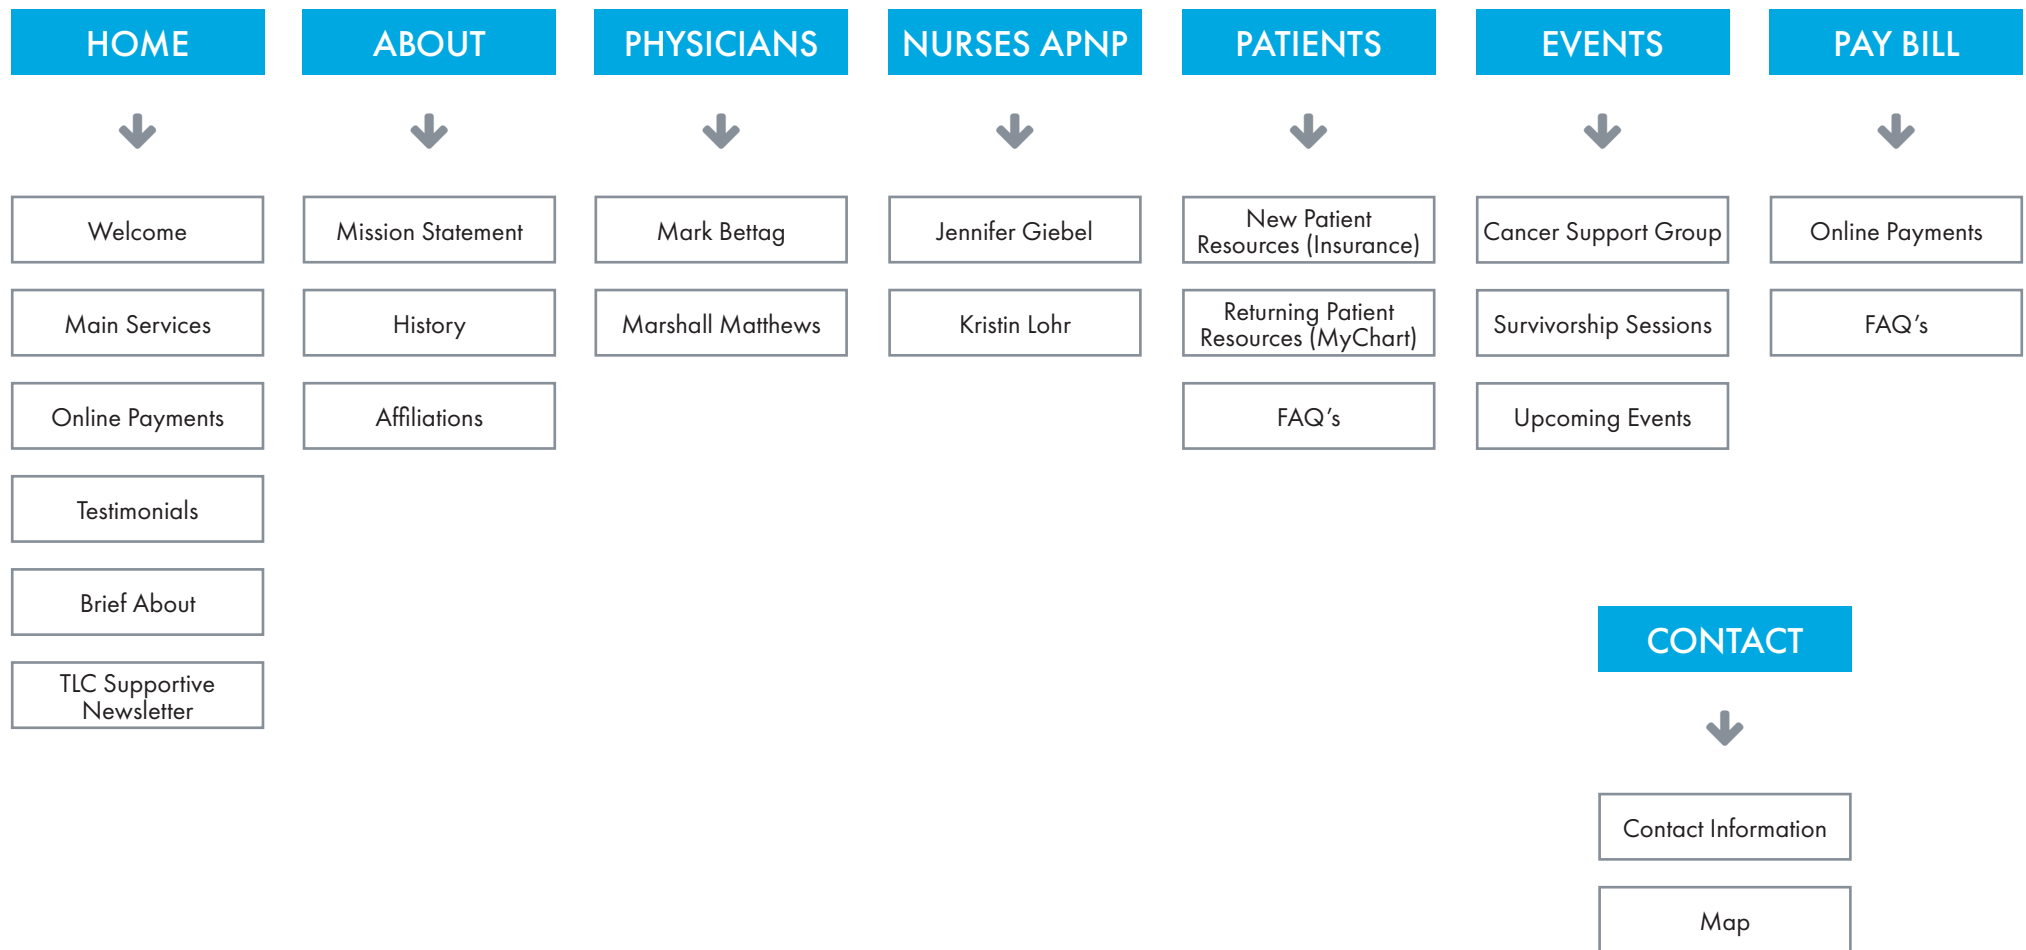 HOME
ABOUT
PHYSICIANS
NURSES APNP
PATIENTS
EVENTS
PAY BILL
Welcome
Main Services
Online Payments
Testimonials
Brief About
TLC Supportive
Newsletter
Mission Statement
History
Affiliations
Mark Bettag
Marshall Matthews
Jennifer Giebel
Kristin Lohr
New Patient
Resources (Insurance)
Returning Patient
Resources (MyChart)
FAQ’s
Cancer Support Group
Survivorship Sessions
Upcoming Events
Online Payments
FAQ’s
CONTACT
Contact Information
Map